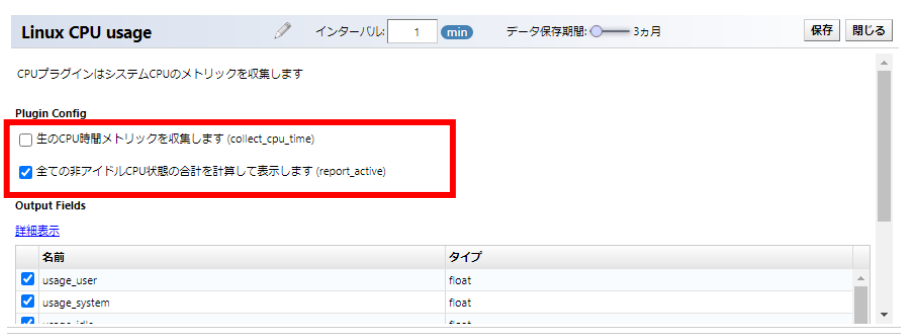 Linux CPU usage インターバル: 1 min データ保存期間: 3ヵ月 保存 閉じる
CPUプラグインはシステムCPUのメトリックを収集します
Plugin Config
生のCPU時間メトリックを収集します (collect_cpu_time)
全ての非アイドルCPU状態の合計を計算して表示します (report_active)
Output Fields
詳細表示
名前 タイプ
usage_user float
usage_system float